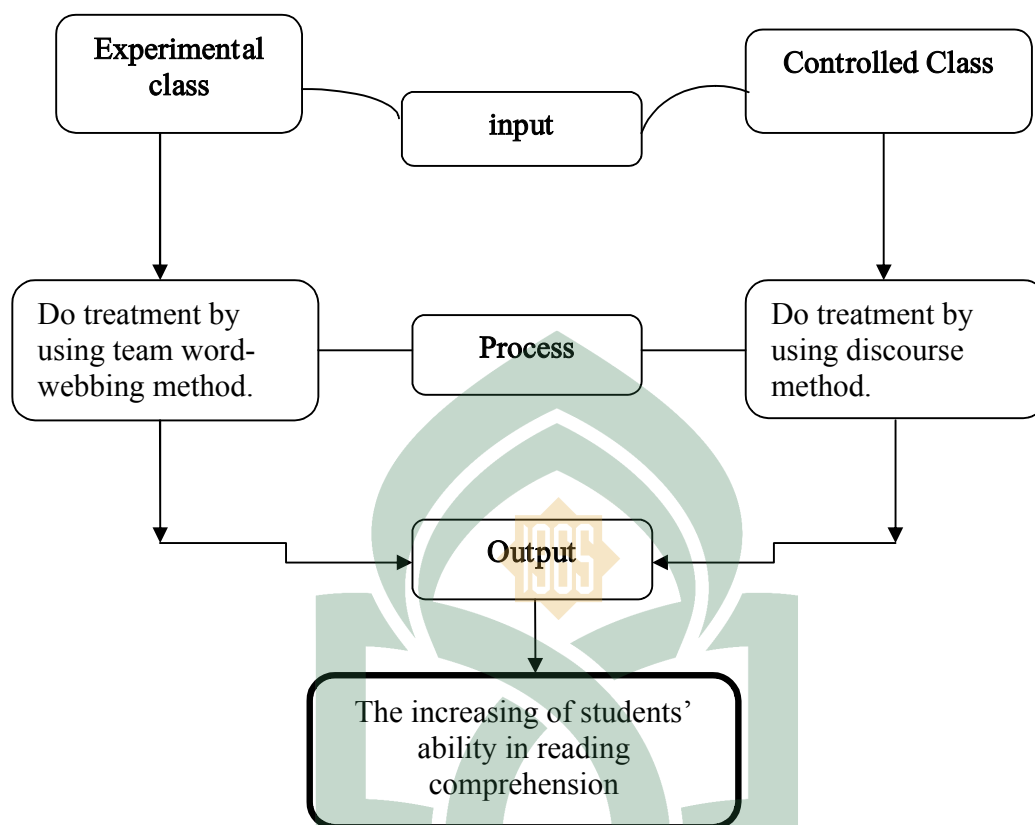 Experimental
class
input
Controlled Class
Do treatment by
using team word-
webbing method.
Process
Do treatment by
using discourse
method.
Output
1965
The increasing of students’
ability in reading
comprehension